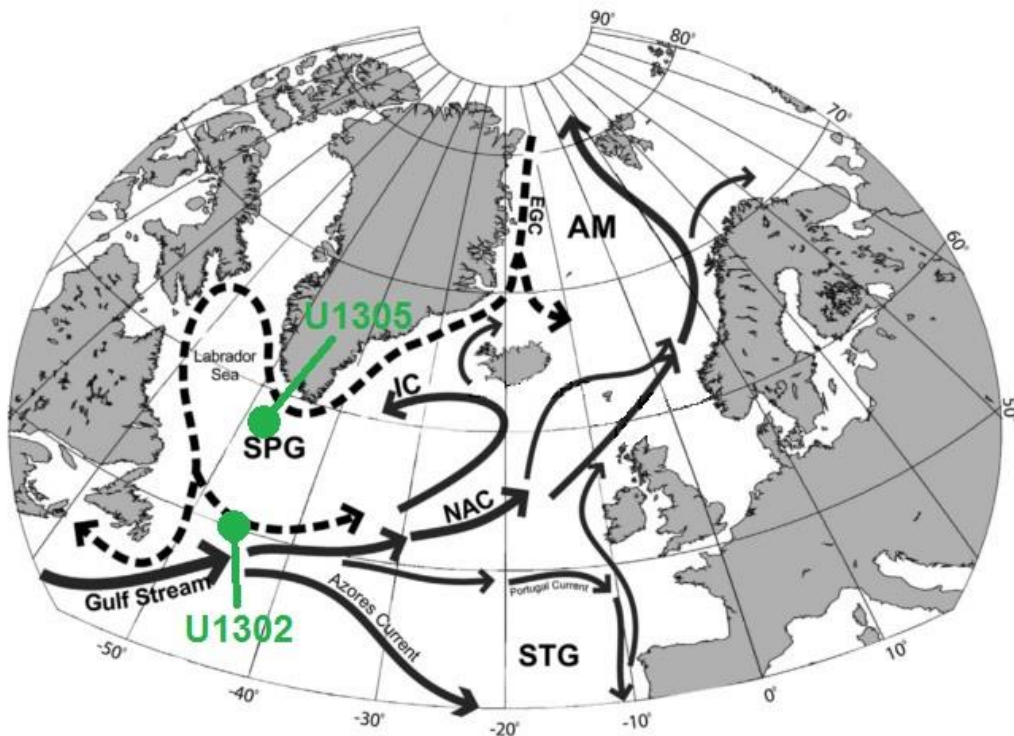 90°
80°
70°
60°
50°
EGC
AM
U1305
Labrador
Sea
IC
SPG
NAC
Gulf Stream
Azores Current
Portugal Current
U1302
STG
-50°
-40°
-30°
-20°
-10°
0°
10°